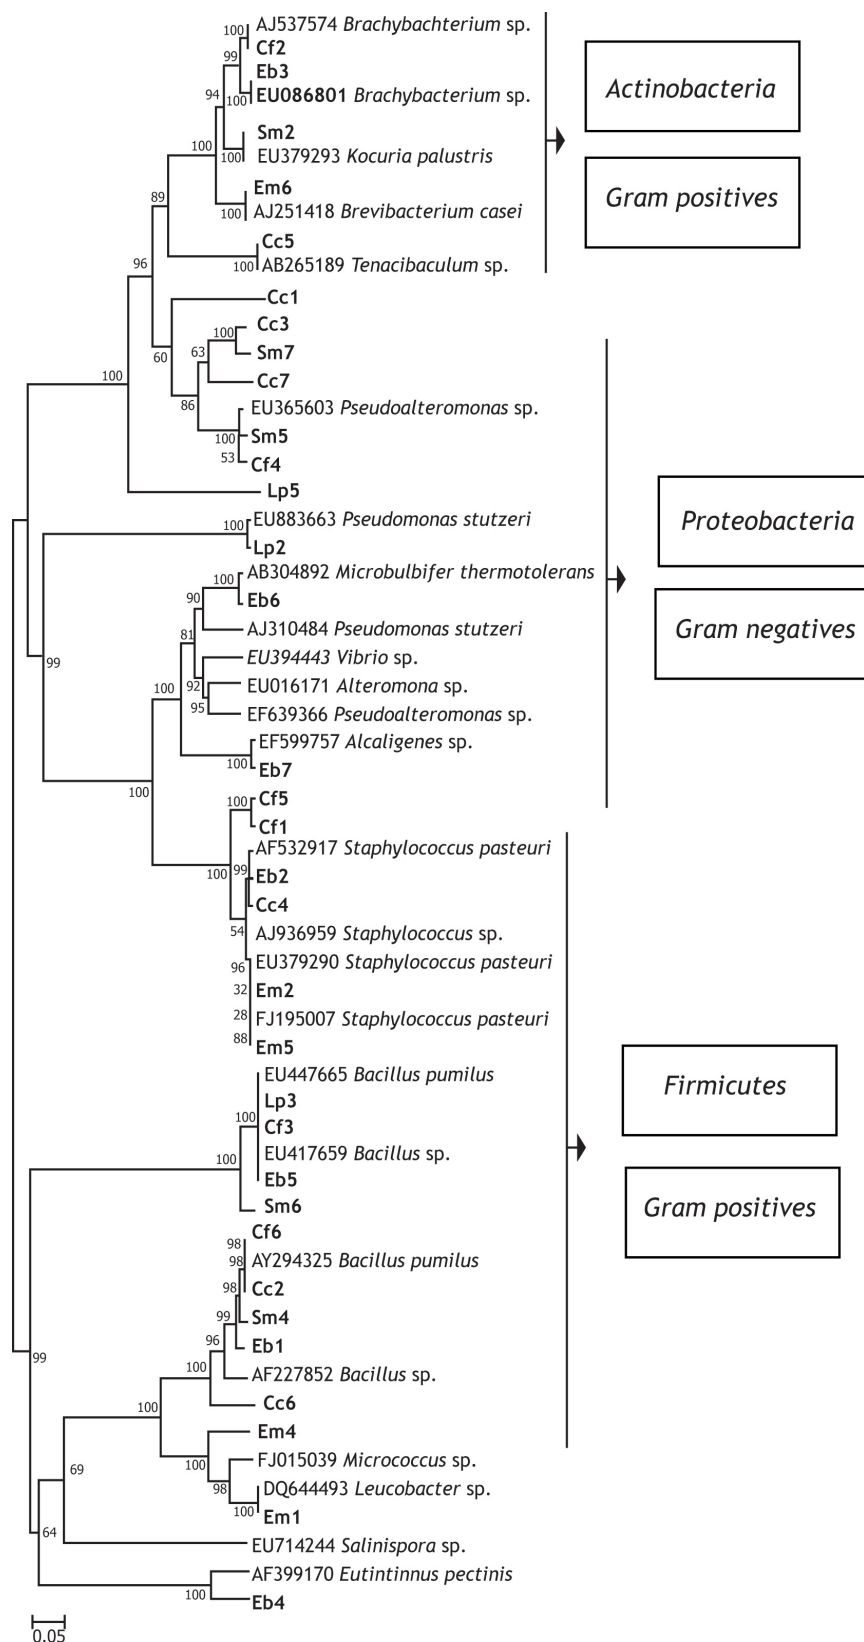 100
AJ537574 Brachybachterium sp.
Cf2
99
Eb3
94
100
EU086801 Brachybacterium sp.
Actinobacteria
Sm2
100
100
EU379293 Kocuria palustris
Em6
89
Gram positives
100
AJ251418 Brevibacterium casei
Cc5
96
100
AB265189 Tenacibaculum sp.
Cc1
Cc3
100
60
63
Sm7
100
Cc7
86
EU365603 Pseudoalteromonas sp.
100
Sm5
53
Cf4
Lp5
EU883663 Pseudomonas stutzeri
100
Proteobacteria
Lp2
AB304892 Microbulbifer thermotolerans
100
90
Eb6
AJ310484 Pseudomonas stutzeri
Gram negatives
81
EU394443 Vibrio sp.
99
100
92
EU016171 Alteromona sp.
95
EF639366 Pseudoalteromonas sp.
EF599757 Alcaligenes sp.
100
Eb7
100
100
Cf5
Cf1
AF532917 Staphylococcus pasteuri
100
99
Eb2
Cc4
54
AJ936959 Staphylococcus sp.
96
EU379290 Staphylococcus pasteuri
32
Em2
28
FJ195007 Staphylococcus pasteuri
88
Em5
EU447665 Bacillus pumilus
Firmicutes
Lp3
100
Cf3
EU417659 Bacillus sp.
100
Eb5
Sm6
Gram positives
Cf6
98
98
AY294325 Bacillus pumilus
98
Cc2
99
Sm4
96
Eb1
99
100
AF227852 Bacillus sp.
Cc6
100
Em4
100
FJ015039 Micrococcus sp.
69
98
DQ644493 Leucobacter sp.
100
Em1
64
EU714244 Salinispora sp.
AF399170 Eutintinnus pectinis
100
Eb4
0.05